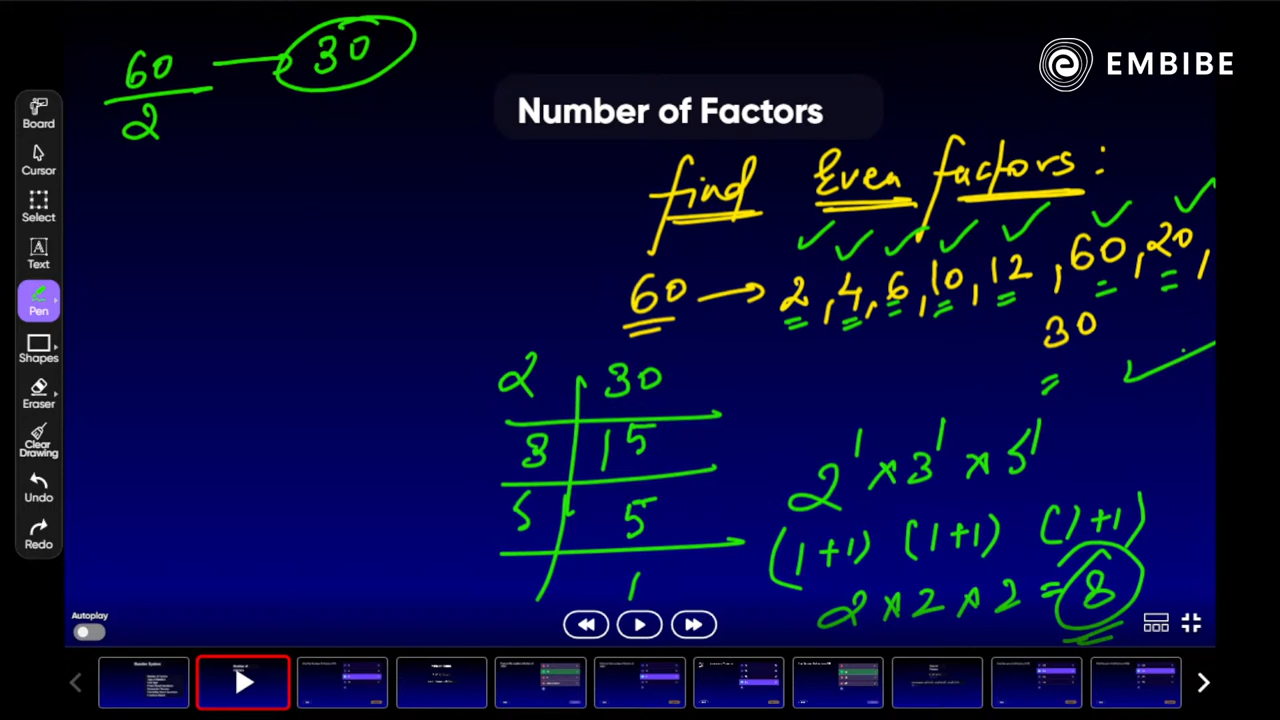 60 → 30
2
EMBIBE
Number of Factors
find Even factors :
60 → 2, 4, 6, 10, 12, 60, 20,
30
2 | 30
3 | 15
5 | 5
1
2¹ × 3¹ × 5¹
(1+1) (1+1) (1+1)
2 × 2 × 2 = 8
Board
Cursor
Select
Text
Pen
Shapes
Eraser
Clear
Drawing
Undo
Redo
Autoplay